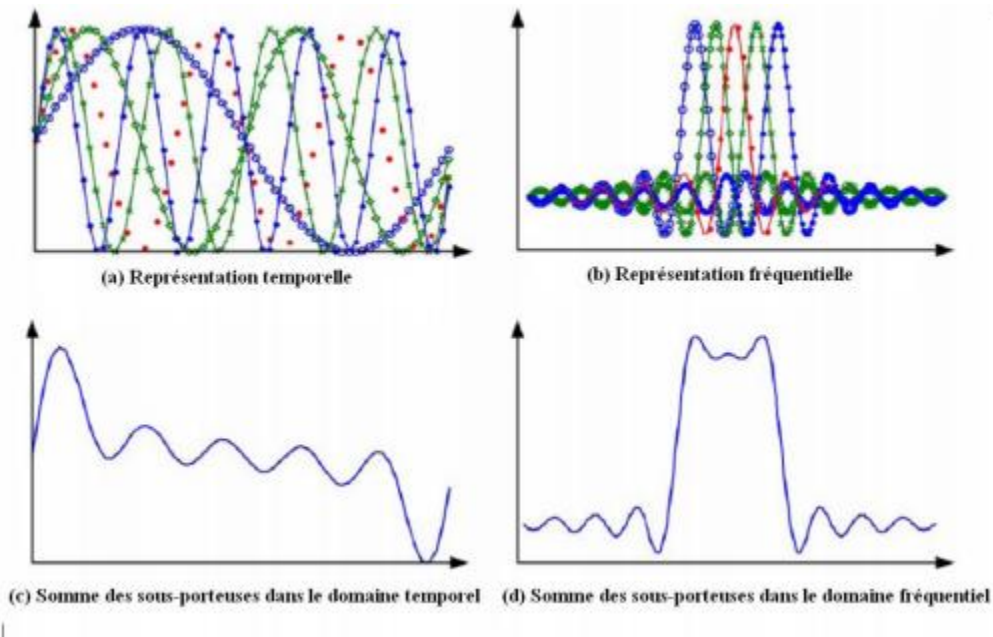 (a) Représentation temporelle
(b) Représentation fréquentielle
(c) Somme des sous-porteuses dans le domaine temporel
(d) Somme des sous-porteuses dans le domaine fréquentiel